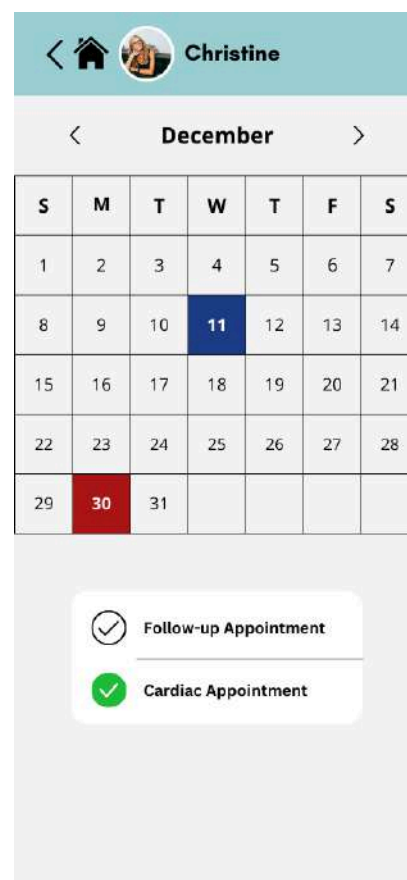 Christine
December
S M T W T F S
1 2 3 4 5 6 7
8 9 10 11 12 13 14
15 16 17 18 19 20 21
22 23 24 25 26 27 28
29 30 31
Follow-up Appointment
Cardiac Appointment